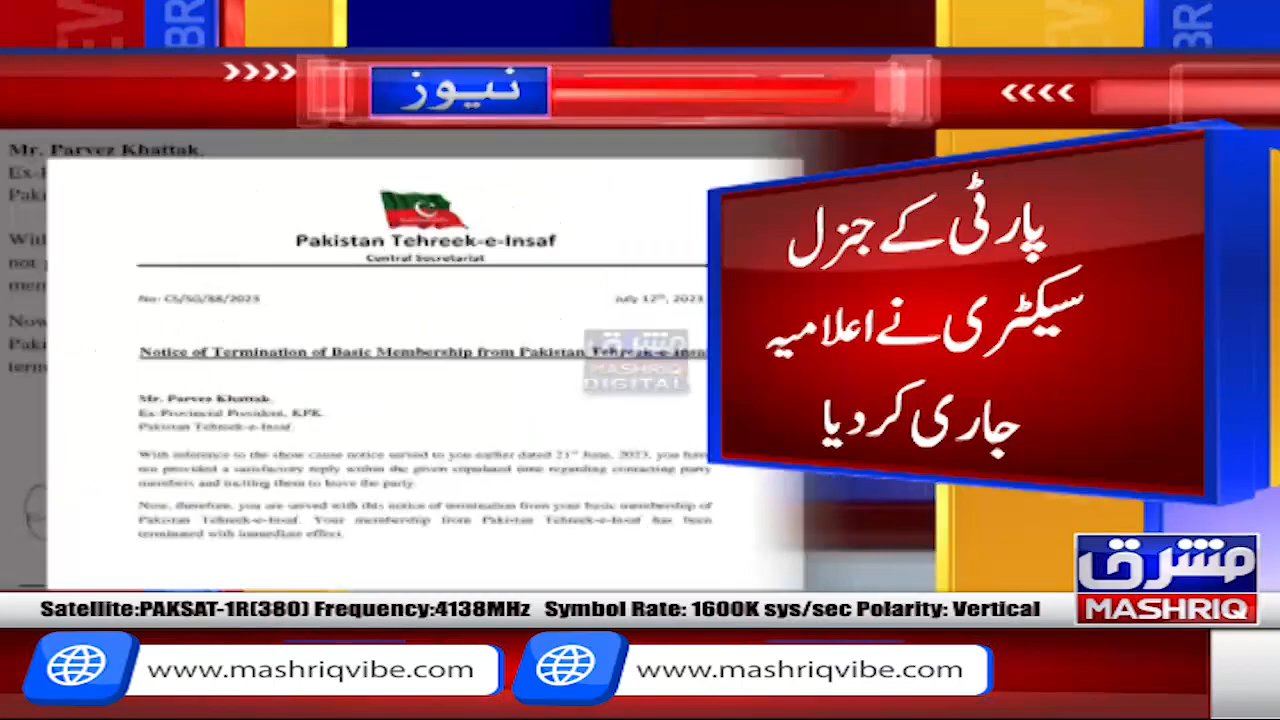 نیوز
Mr. Parvez Khattak,
Pakistan Tehreek-e-Insaf
Central Secretariat
No: CS/SG/88/2023
July 12th, 2023
Notice of Termination of Basic Membership from Pakistan Tehreek-e-Insa
Mr. Parvez Khattak,
Ex-Provincial President, KPK.
Pakistan Tehreek-e-Insaf
With reference to the show cause notice served to you earlier dated 21st June, 2023, you have
not provided a satisfactory reply within the given stipulated time regarding contacting party
members and inciting them to leave the party.
Now, therefore, you are served with this notice of termination from your basic membership of
Pakistan Tehreek-e-Insaf. Your membership from Pakistan Tehreek-e-Insaf has been
terminated with immediate effect.
مشرق
MASHRIQ
DIGITAL
پارٹی کے جنرل
سیکٹری نے اعلامیہ
جاری کر دیا
مشرق
MASHRIQ
Satellite:PAKSAT-1R(380) Frequency:4138MHz Symbol Rate: 1600K sys/sec Polarity: Vertical
www.mashriqvibe.com
www.mashriqvibe.com